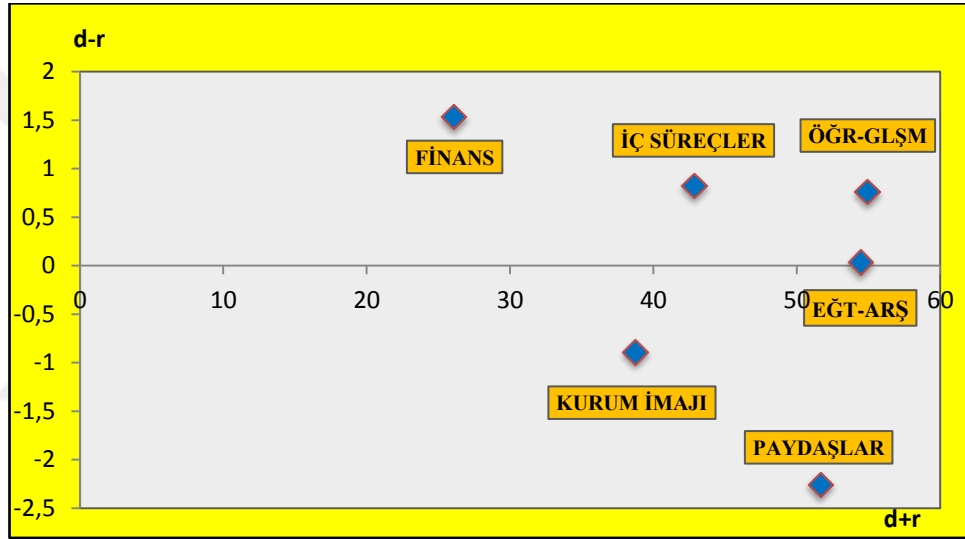 d-r
2
1,5
1
0,5
0
-0,5
-1
-1,5
-2
-2,5
0
10
20
30
40
50
60
FİNANS
İÇ SÜREÇLER
ÖĞR-GLŞM
EĞT-ARŞ
KURUM İMAJI
PAYDAŞLAR
d+r